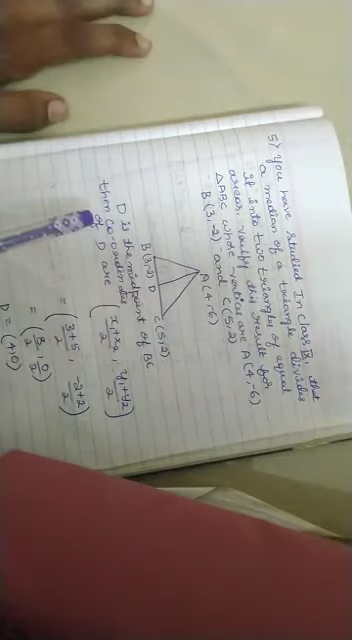 5) You have studied In class IX, that
a median of a triangle divides
it into two triangles of equal
areas, verify this result for
△ABC whose vertices are A(4,-6)
B(3,-2) and C(5,2)
A(4,-6)
B(3,-2) D C(5,2)
D is the midpoint of BC
then co-ordinates
of D are (x₁+x₂/2, y₁+y₂/2)
= (3+5/2, -2+2/2)
= (8/2, 0/2)
D = (4,0)